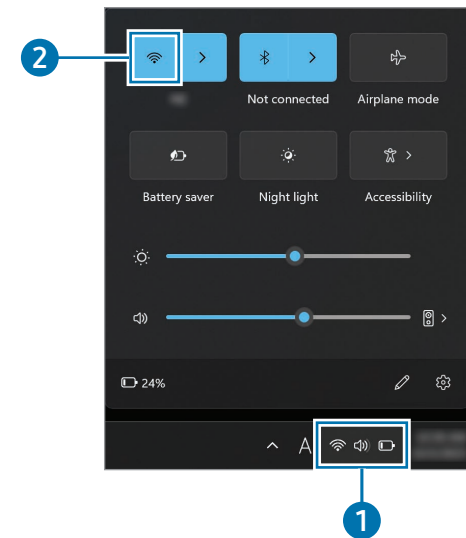 2
Not connected
Airplane mode
Battery saver
Night light
Accessibility
24%
A
1